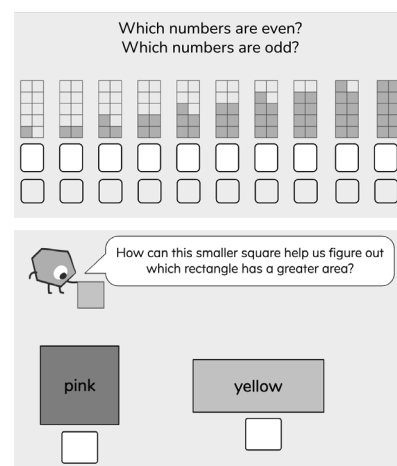 Which numbers are even?
Which numbers are odd?
How can this smaller square help us figure out
which rectangle has a greater area?
pink
yellow